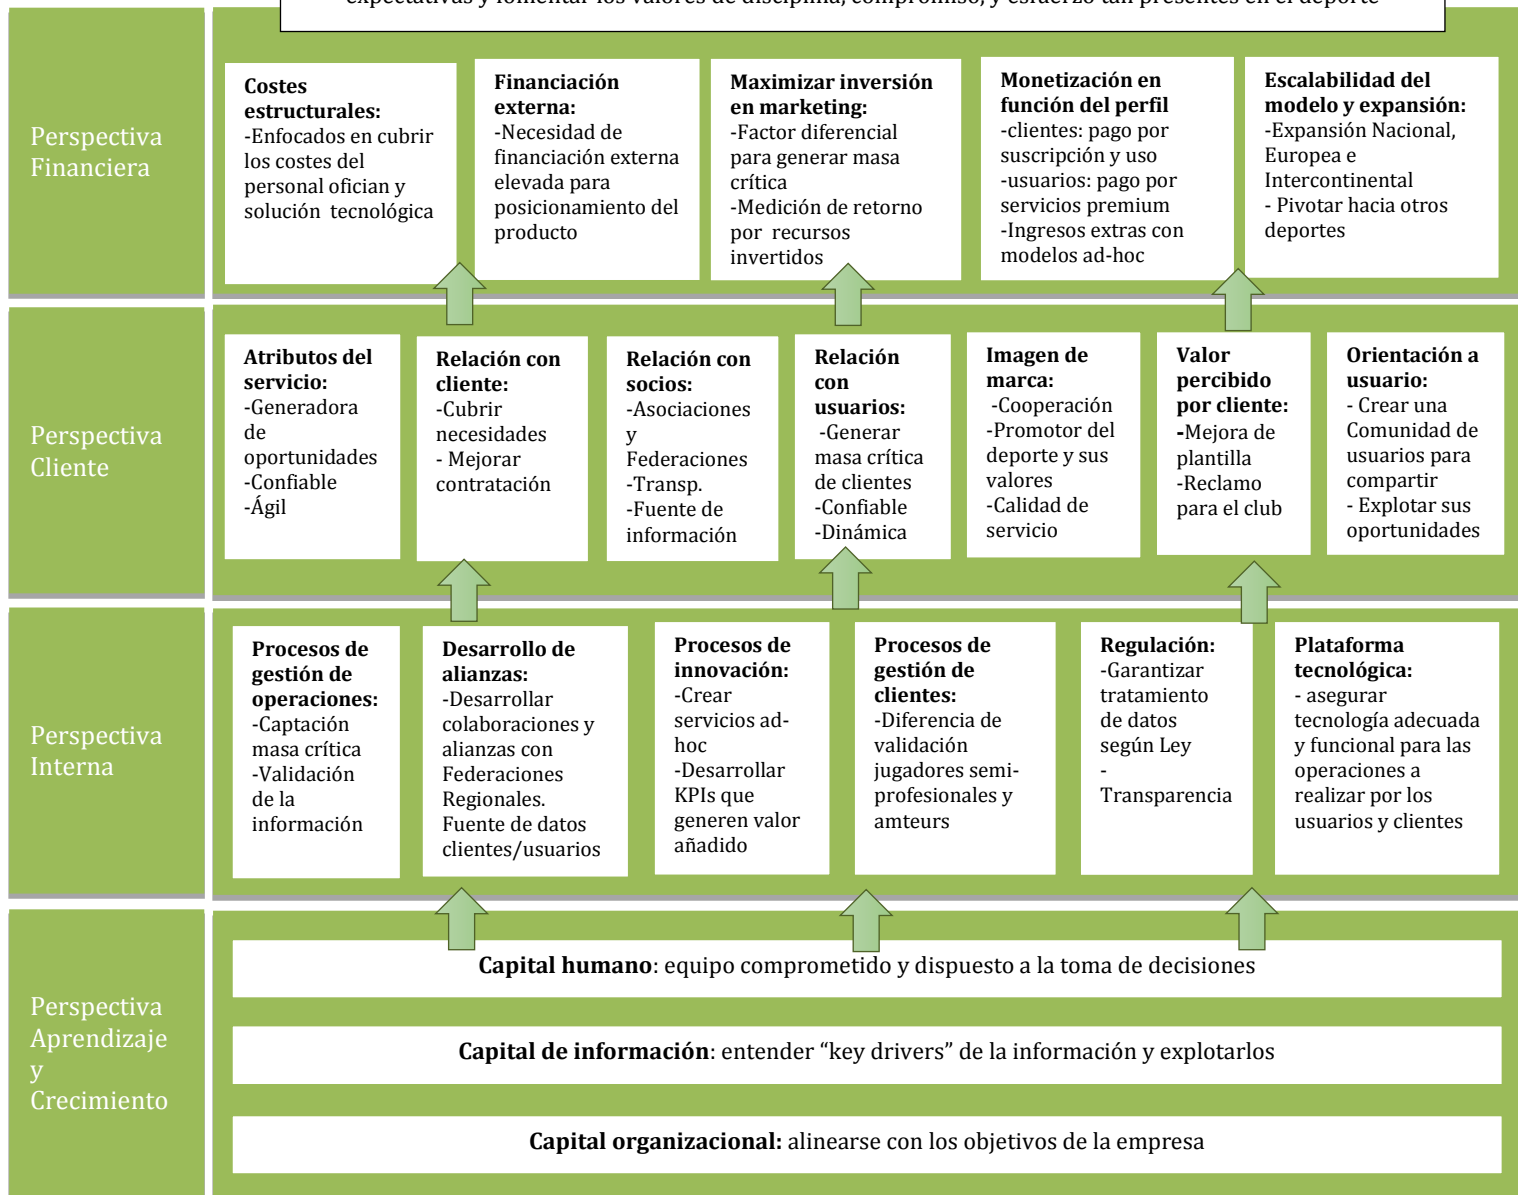 expectativas y fomentar los valores de disciplina, compromiso, y esfuerzo tan presentes en el deporte
Perspectiva
Financiera
Costes
estructurales:
-Enfocados en cubrir
los costes del
personal ofician y
solución tecnológica
Financiación
externa:
-Necesidad de
financiación externa
elevada para
posicionamiento del
producto
Maximizar inversión
en marketing:
-Factor diferencial
para generar masa
crítica
-Medición de retorno
por recursos
invertidos
Monetización en
función del perfil
-clientes: pago por
suscripción y uso
-usuarios: pago por
servicios premium
-Ingresos extras con
modelos ad-hoc
Escalabilidad del
modelo y expansión:
-Expansión Nacional,
Europea e
Intercontinental
- Pivotar hacia otros
deportes
Perspectiva
Cliente
Atributos del
servicio:
-Generadora
de
oportunidades
-Confiable
-Ágil
Relación con
cliente:
-Cubrir
necesidades
- Mejorar
contratación
Relación con
socios:
-Asociaciones
y
Federaciones
-Transp.
-Fuente de
información
Relación
con
usuarios:
-Generar
masa crítica
de clientes
-Confiable
-Dinámica
Imagen de
marca:
-Cooperación
-Promotor del
deporte y sus
valores
-Calidad de
servicio
Valor
percibido
por cliente:
-Mejora de
plantilla
-Reclamo
para el club
Orientación a
usuario:
- Crear una
Comunidad de
usuarios para
compartir
- Explotar sus
oportunidades
Perspectiva
Interna
Procesos de
gestión de
operaciones:
-Captación
masa crítica
-Validación
de la
información
Desarrollo de
alianzas:
-Desarrollar
colaboraciones y
alianzas con
Federaciones
Regionales.
Fuente de datos
clientes/usuarios
Procesos de
innovación:
-Crear
servicios ad-
hoc
-Desarrollar
KPIs que
generen valor
añadido
Procesos de
gestión de
clientes:
-Diferencia de
validación
jugadores semi-
profesionales y
amteurs
Regulación:
-Garantizar
tratamiento
de datos
según Ley
-
Transparencia
Plataforma
tecnológica:
- asegurar
tecnología adecuada
y funcional para las
operaciones a
realizar por los
usuarios y clientes
Perspectiva
Aprendizaje
y
Crecimiento
Capital humano: equipo comprometido y dispuesto a la toma de decisiones
Capital de información: entender “key drivers” de la información y explotarlos
Capital organizacional: alinearse con los objetivos de la empresa